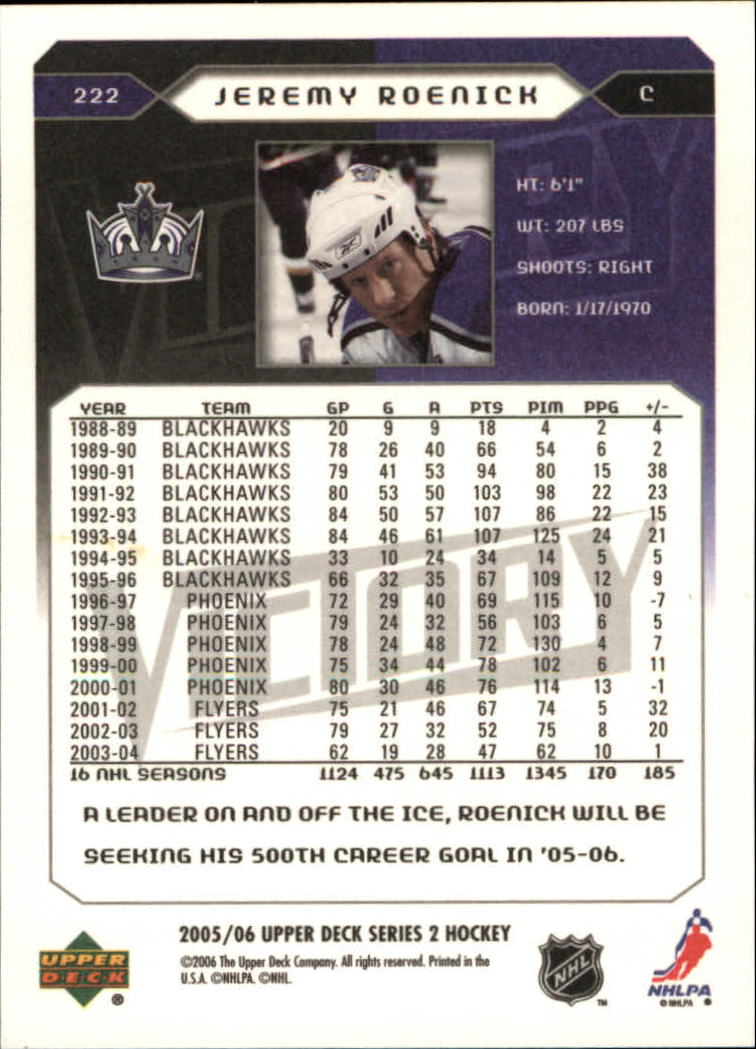 222 JEREMY ROENICK C
HT: 6'1"
WT: 207 LBS
SHOOTS: RIGHT
BORN: 1/17/1970
Reebok
VICTORY
YEAR TEAM GP G A PTS PIM PPG +/-
1988-89 BLACKHAWKS 20 9 9 18 4 2 4
1989-90 BLACKHAWKS 78 26 40 66 54 6 2
1990-91 BLACKHAWKS 79 41 53 94 80 15 38
1991-92 BLACKHAWKS 80 53 50 103 98 22 23
1992-93 BLACKHAWKS 84 50 57 107 86 22 15
1993-94 BLACKHAWKS 84 46 61 107 125 24 21
1994-95 BLACKHAWKS 33 10 24 34 14 5 5
1995-96 BLACKHAWKS 66 32 35 67 109 12 9
1996-97 PHOENIX 72 29 40 69 115 10 -7
1997-98 PHOENIX 79 24 32 56 103 6 5
1998-99 PHOENIX 78 24 48 72 130 4 7
1999-00 PHOENIX 75 34 44 78 102 6 11
2000-01 PHOENIX 80 30 46 76 114 13 -1
2001-02 FLYERS 75 21 46 67 74 5 32
2002-03 FLYERS 79 27 32 52 75 8 20
2003-04 FLYERS 62 19 28 47 62 10 1
16 NHL SEASONS 1124 475 645 1113 1345 170 185
VICTORY
A LEADER ON AND OFF THE ICE, ROENICK WILL BE
SEEKING HIS 500TH CAREER GOAL IN '05-06.
2005/06 UPPER DECK SERIES 2 HOCKEY
©2006 The Upper Deck Company. All rights reserved. Printed in the
U.S.A. ©NHLPA. ©NHL.
UPPER
DECK
®
NHL
TM
NHLPA
©NHLPA ®